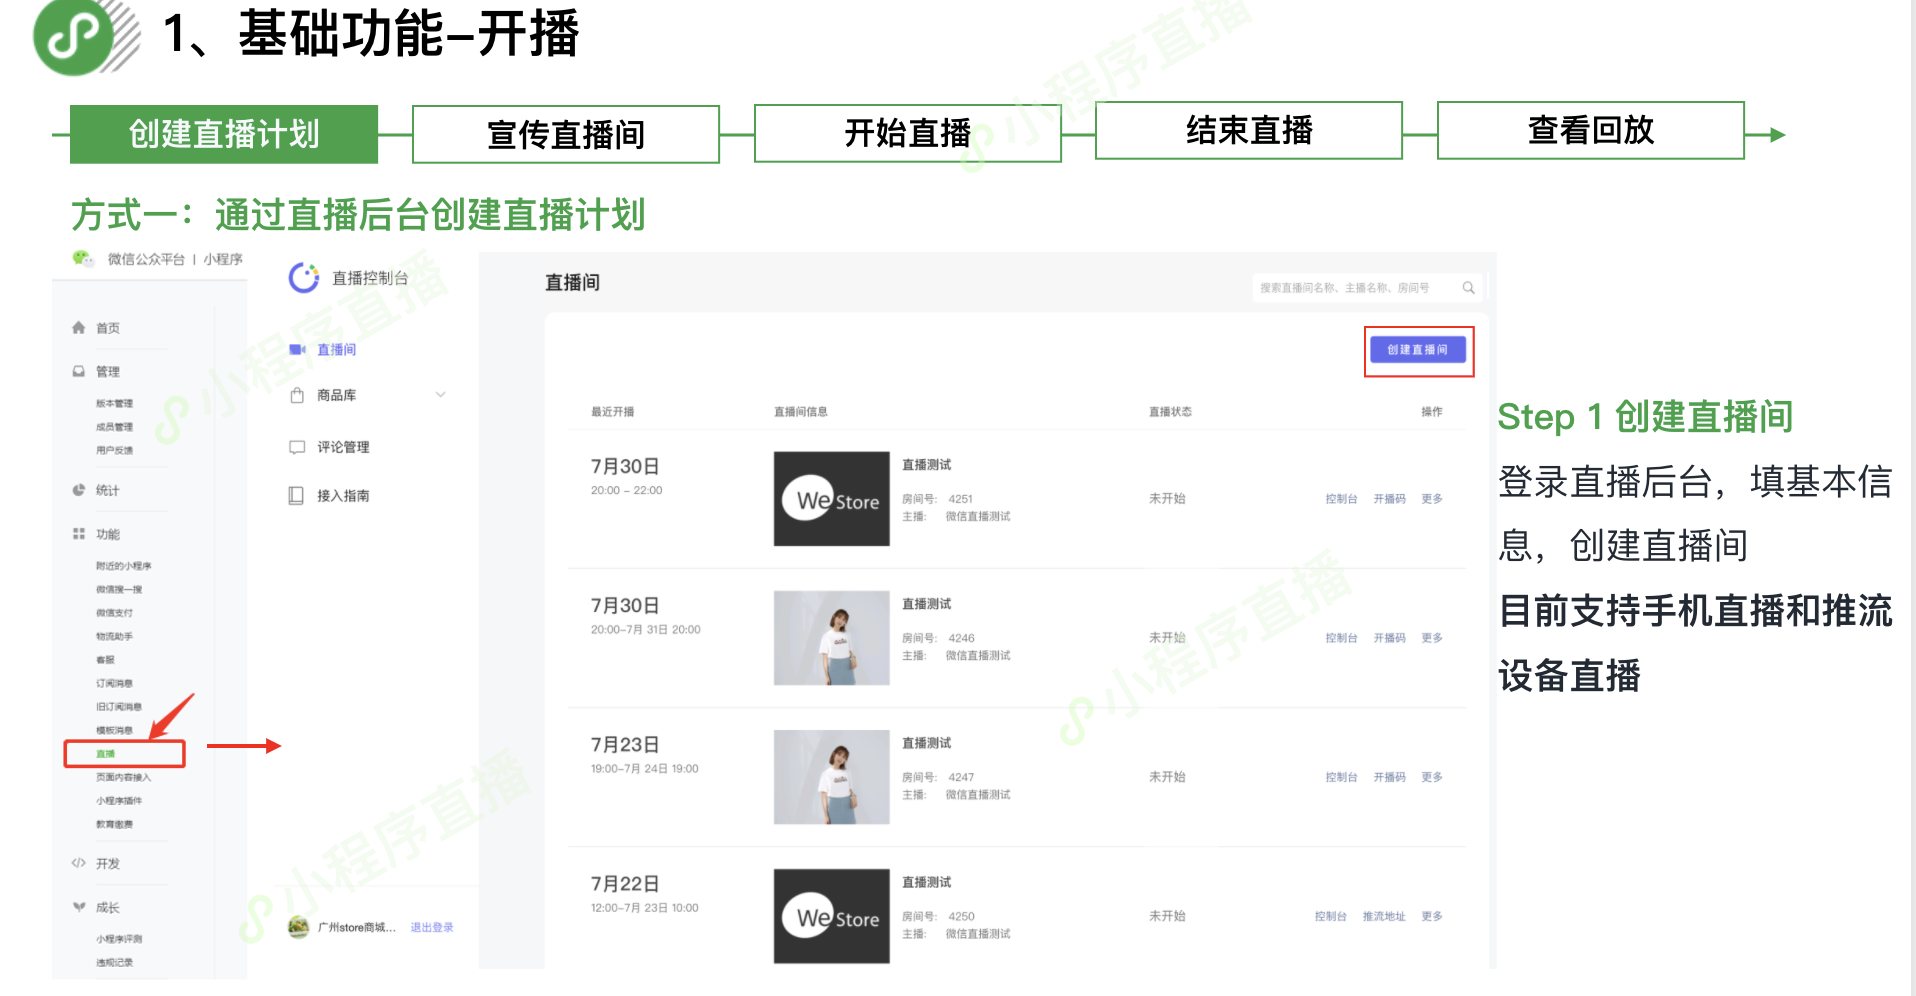 1、基础功能–开播
创建直播计划
宣传直播间
开始直播
结束直播
查看回放
方式一：通过直播后台创建直播计划
微信公众平台 | 小程序
首页
管理
版本管理
成员管理
用户反馈
统计
功能
附近的小程序
微信搜一搜
微信支付
物流助手
客服
订阅消息
旧订阅消息
模板消息
直播
页面内容接入
小程序插件
教育缴费
开发
成长
小程序评测
违规记录
直播控制台
直播间
商品库
评论管理
接入指南
广州store商城... 退出登录
直播间
搜索直播间名称、主播名称、房间号
创建直播间
最近开播 直播间信息 直播状态 操作
7月30日
20:00 – 22:00
We Store
直播测试
房间号: 4251
主播: 微信直播测试
未开始
控制台 开播码 更多
7月30日
20:00–7月 31日 20:00
直播测试
房间号: 4246
主播: 微信直播测试
未开始
控制台 开播码 更多
7月23日
19:00–7月 24日 19:00
直播测试
房间号: 4247
主播: 微信直播测试
未开始
控制台 开播码 更多
7月22日
12:00–7月 23日 10:00
We Store
直播测试
房间号: 4250
主播: 微信直播测试
未开始
控制台 推流地址 更多
Step 1 创建直播间
登录直播后台，填基本信
息，创建直播间
目前支持手机直播和推流
设备直播
小程序直播
小程序直播
小程序直播
小程序直播